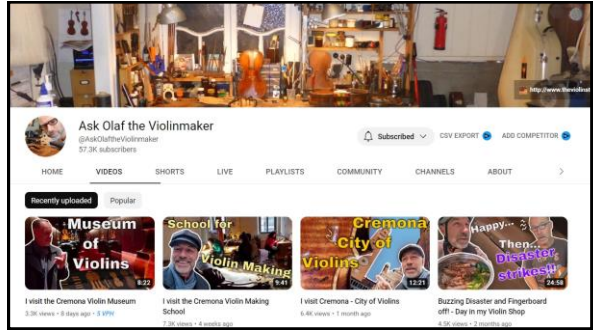 http://www.theviolinst
Ask Olaf the Violinmaker
@AskOlaftheViolinmaker
57.3K subscribers
Subscribed
CSV EXPORT
ADD COMPETITOR
HOME VIDEOS SHORTS LIVE PLAYLISTS COMMUNITY CHANNELS ABOUT >
Recently uploaded Popular
Museum
of
Violins
8:22
School for
Violin Making
9:41
Cremona
City of
Violins
12:21
Happy...
Then...
Disaster
strikes!!
24:58
I visit the Cremona Violin Museum
3.3K views • 8 days ago • 5 VPH
I visit the Cremona Violin Making
School
7.3K views • 4 weeks ago
I visit Cremona - City of Violins
6.4K views • 1 month ago
Buzzing Disaster and Fingerboard
off! - Day in my Violin Shop
4.5K views • 2 months ago